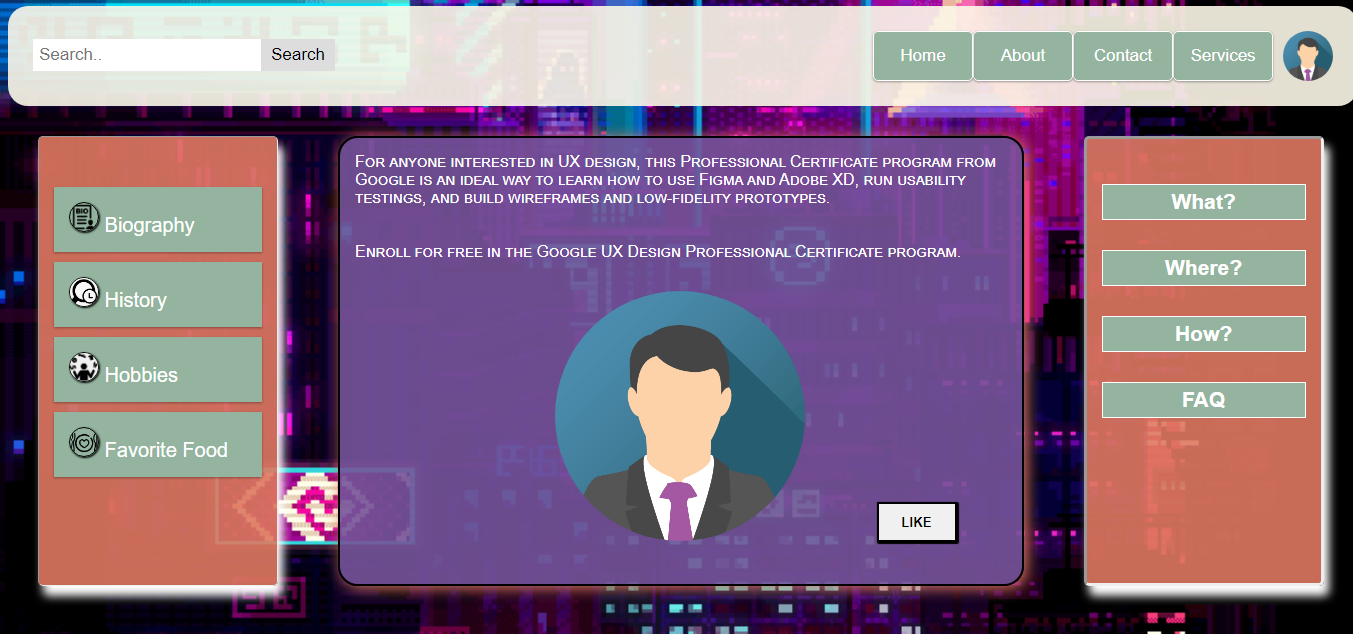 Search..
Search
Home
About
Contact
Services
BIO
Biography
History
Hobbies
Favorite Food
For anyone interested in UX design, this Professional Certificate program from
Google is an ideal way to learn how to use Figma and Adobe XD, run usability
testings, and build wireframes and low-fidelity prototypes.
Enroll for free in the Google UX Design Professional Certificate program.
LIKE
What?
Where?
How?
FAQ